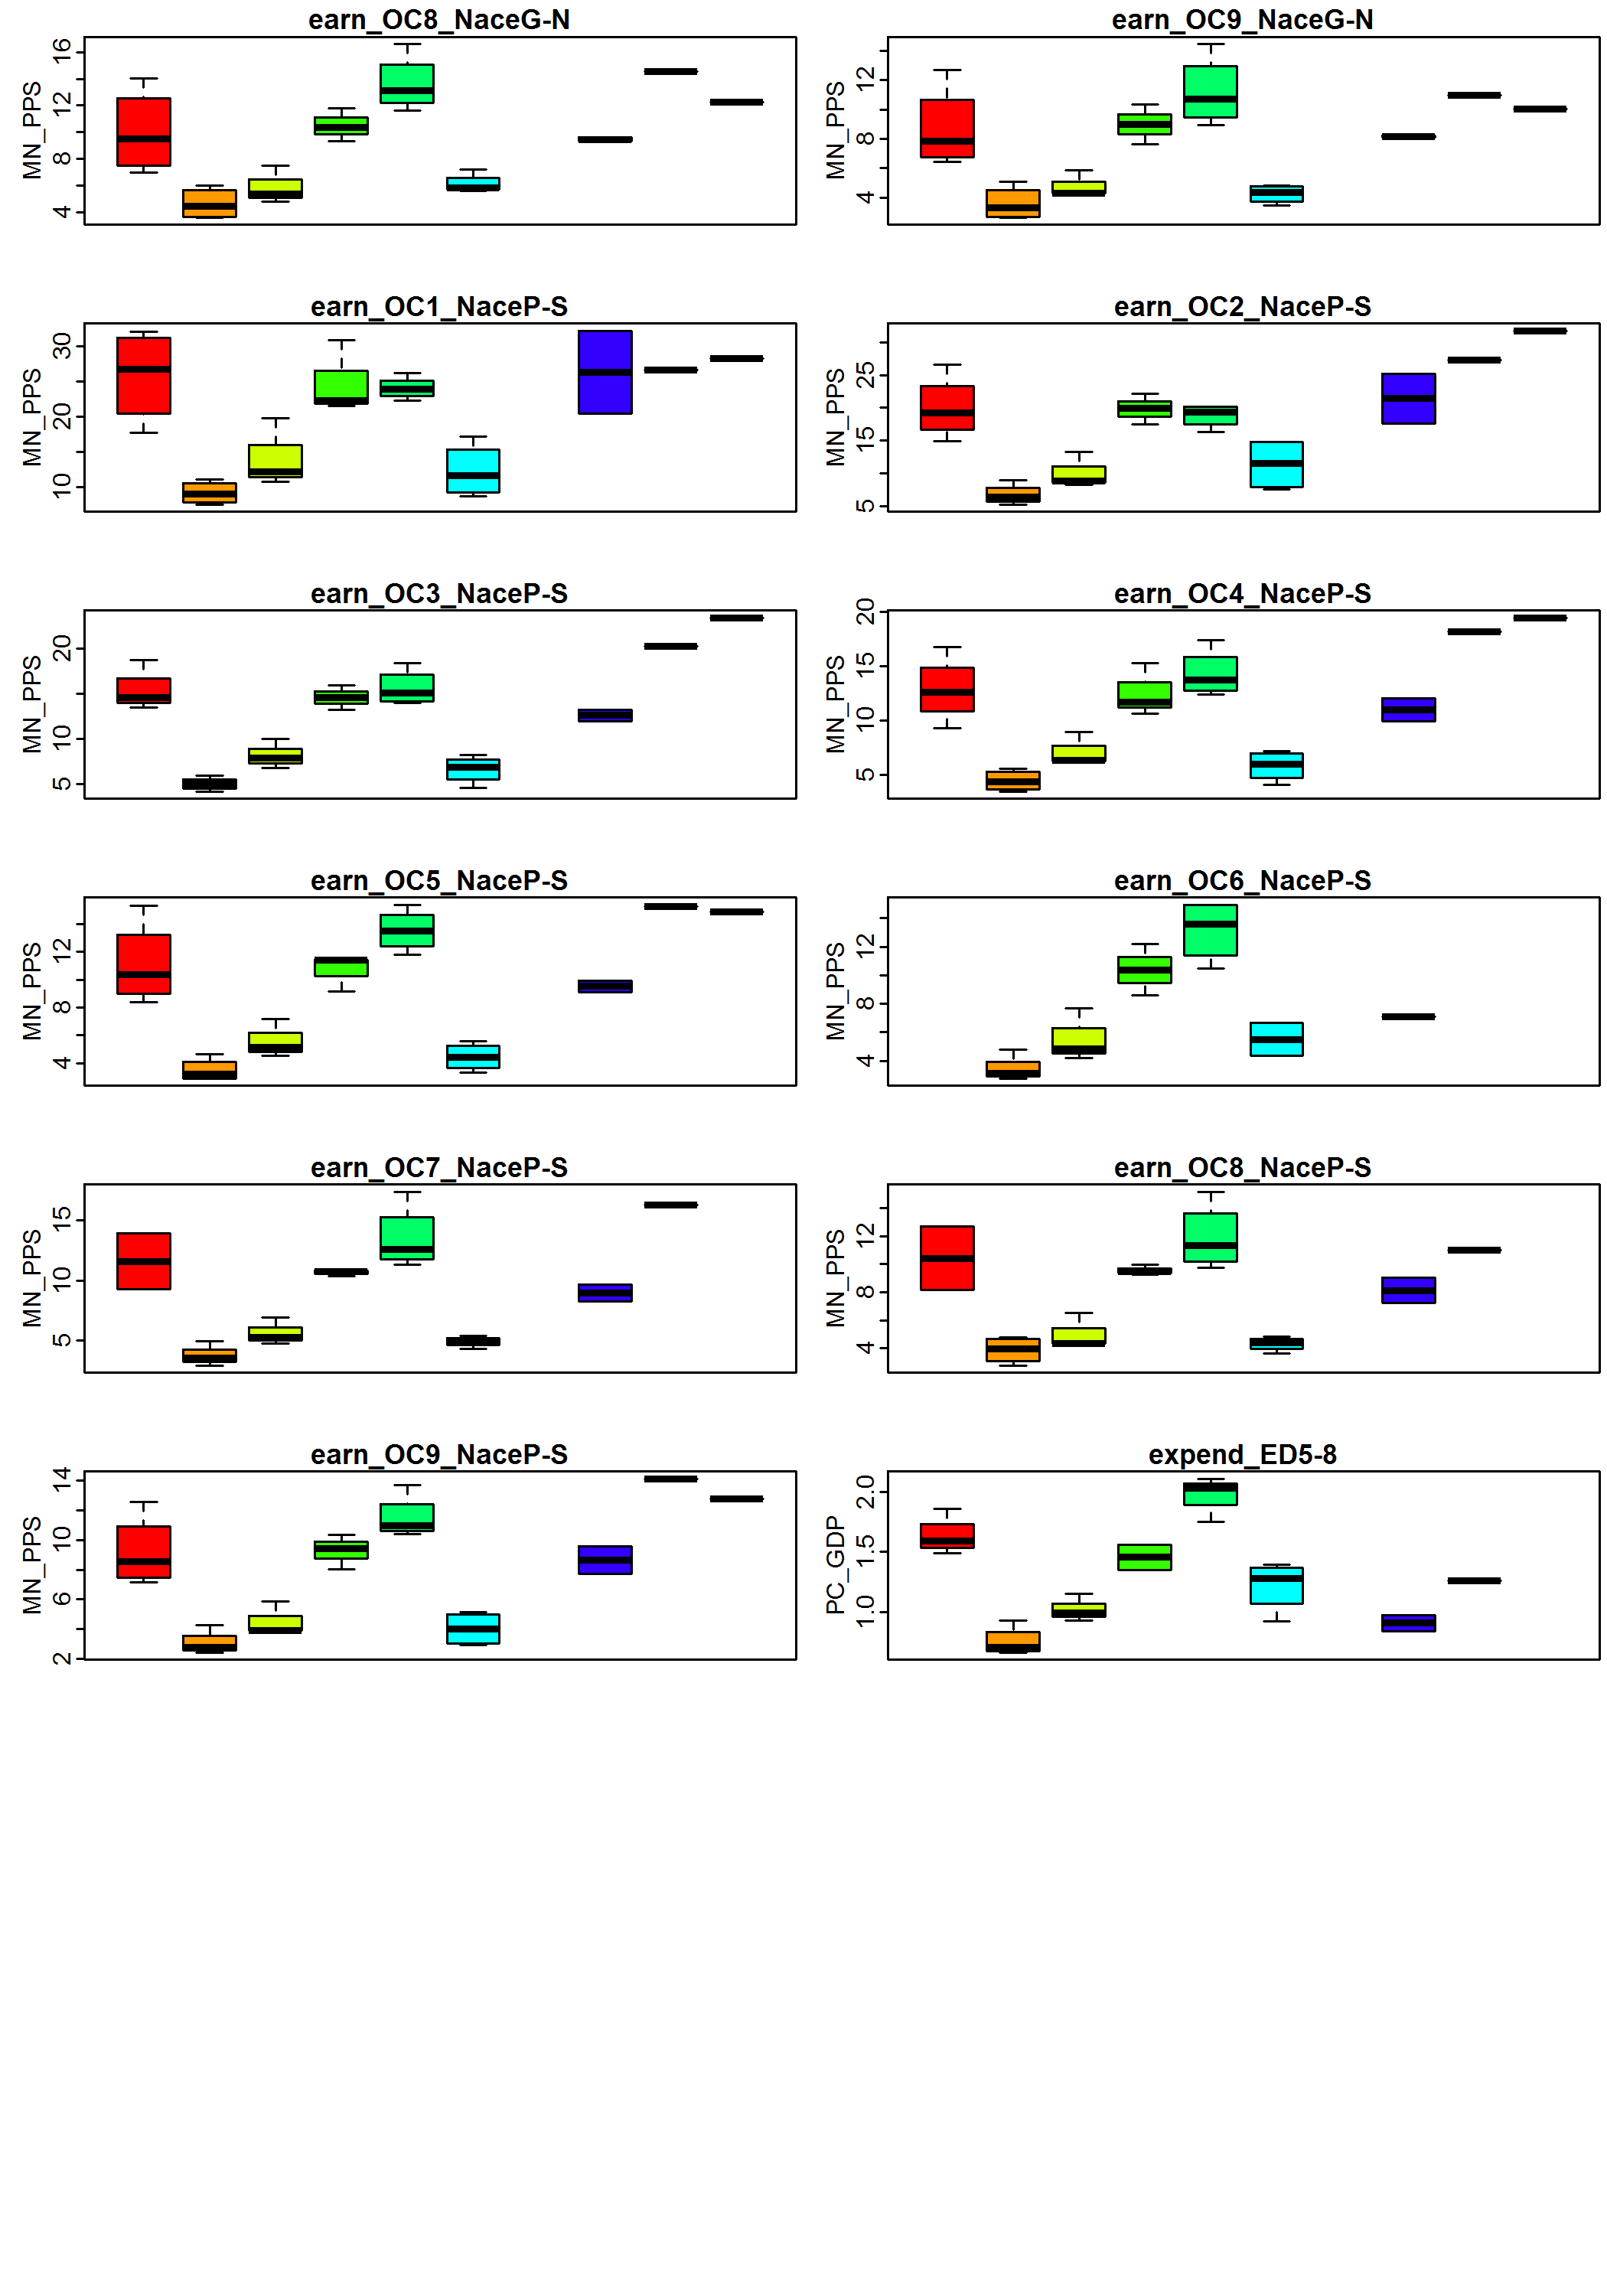 earn_OC8_NaceG-N
MN_PPS
4 8 12 16
earn_OC9_NaceG-N
MN_PPS
4 8 12
earn_OC1_NaceP-S
MN_PPS
10 20 30
earn_OC2_NaceP-S
MN_PPS
5 15 25
earn_OC3_NaceP-S
MN_PPS
5 10 20
earn_OC4_NaceP-S
MN_PPS
5 10 15 20
earn_OC5_NaceP-S
MN_PPS
4 8 12
earn_OC6_NaceP-S
MN_PPS
4 8 12
earn_OC7_NaceP-S
MN_PPS
5 10 15
earn_OC8_NaceP-S
MN_PPS
4 8 12
earn_OC9_NaceP-S
MN_PPS
2 6 10 14
expend_ED5-8
PC_GDP
1.0 1.5 2.0